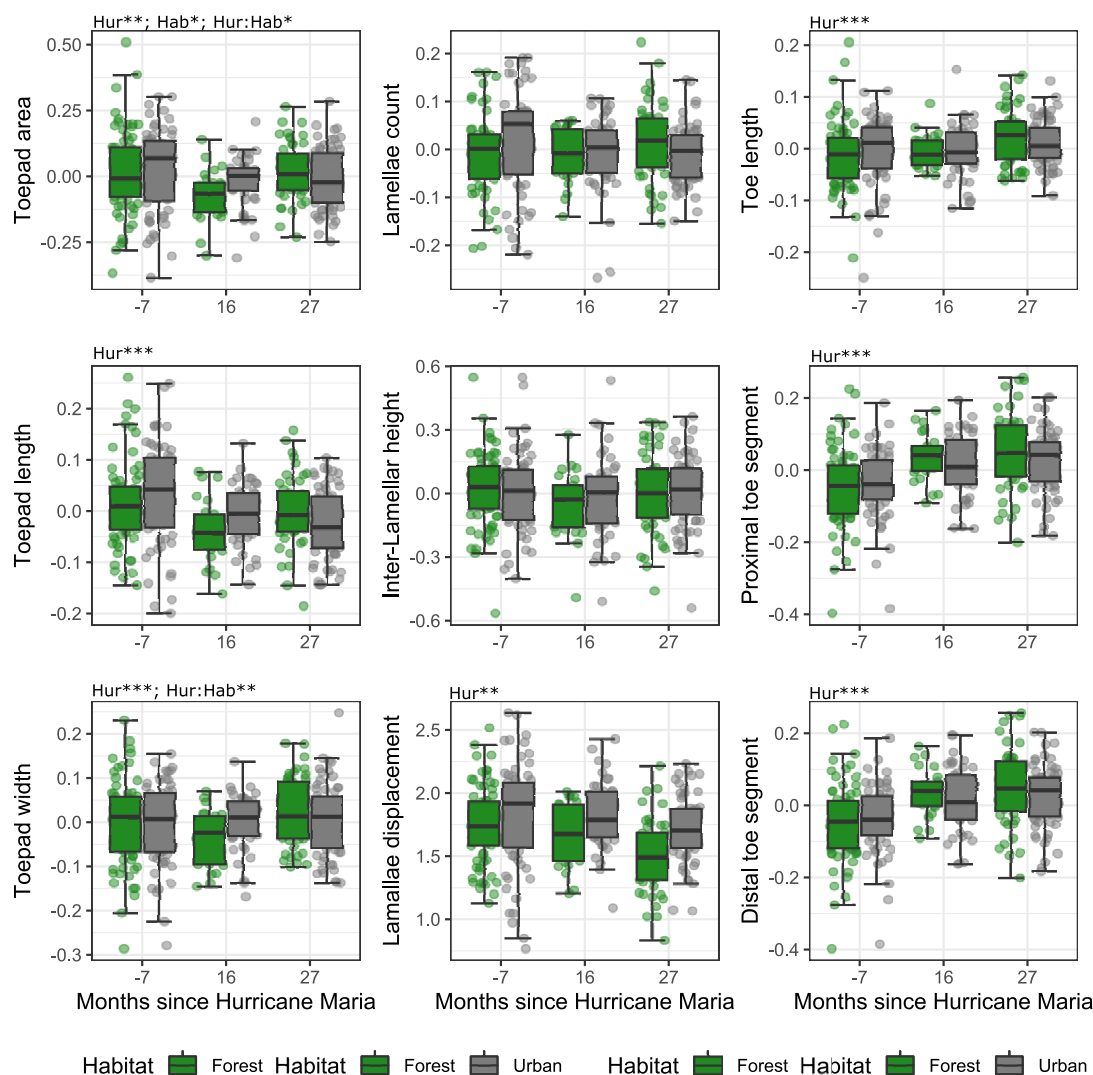 Hur**; Hab*; Hur:Hab*
Toepad area
0.50
0.25
0.00
-0.25
-7 16 27
Lamellae count
0.2
0.1
0.0
-0.1
-0.2
-7 16 27
Hur***
Toe length
0.2
0.1
0.0
-0.1
-0.2
-7 16 27
Hur***
Toepad length
0.2
0.1
0.0
-0.1
-0.2
-7 16 27
Inter-Lamellar height
0.6
0.3
0.0
-0.3
-0.6
-7 16 27
Hur***
Proximal toe segment
0.2
0.0
-0.2
-0.4
-7 16 27
Hur***; Hur:Hab**
Toepad width
0.2
0.1
0.0
-0.1
-0.2
-0.3
-7 16 27
Months since Hurricane Maria
Hur**
Lamallae displacement
2.5
2.0
1.5
1.0
-7 16 27
Months since Hurricane Maria
Hur***
Distal toe segment
0.2
0.0
-0.2
-0.4
-7 16 27
Months since Hurricane Maria
Habitat Forest Habitat Forest Urban Habitat Forest Habitat Forest Urban